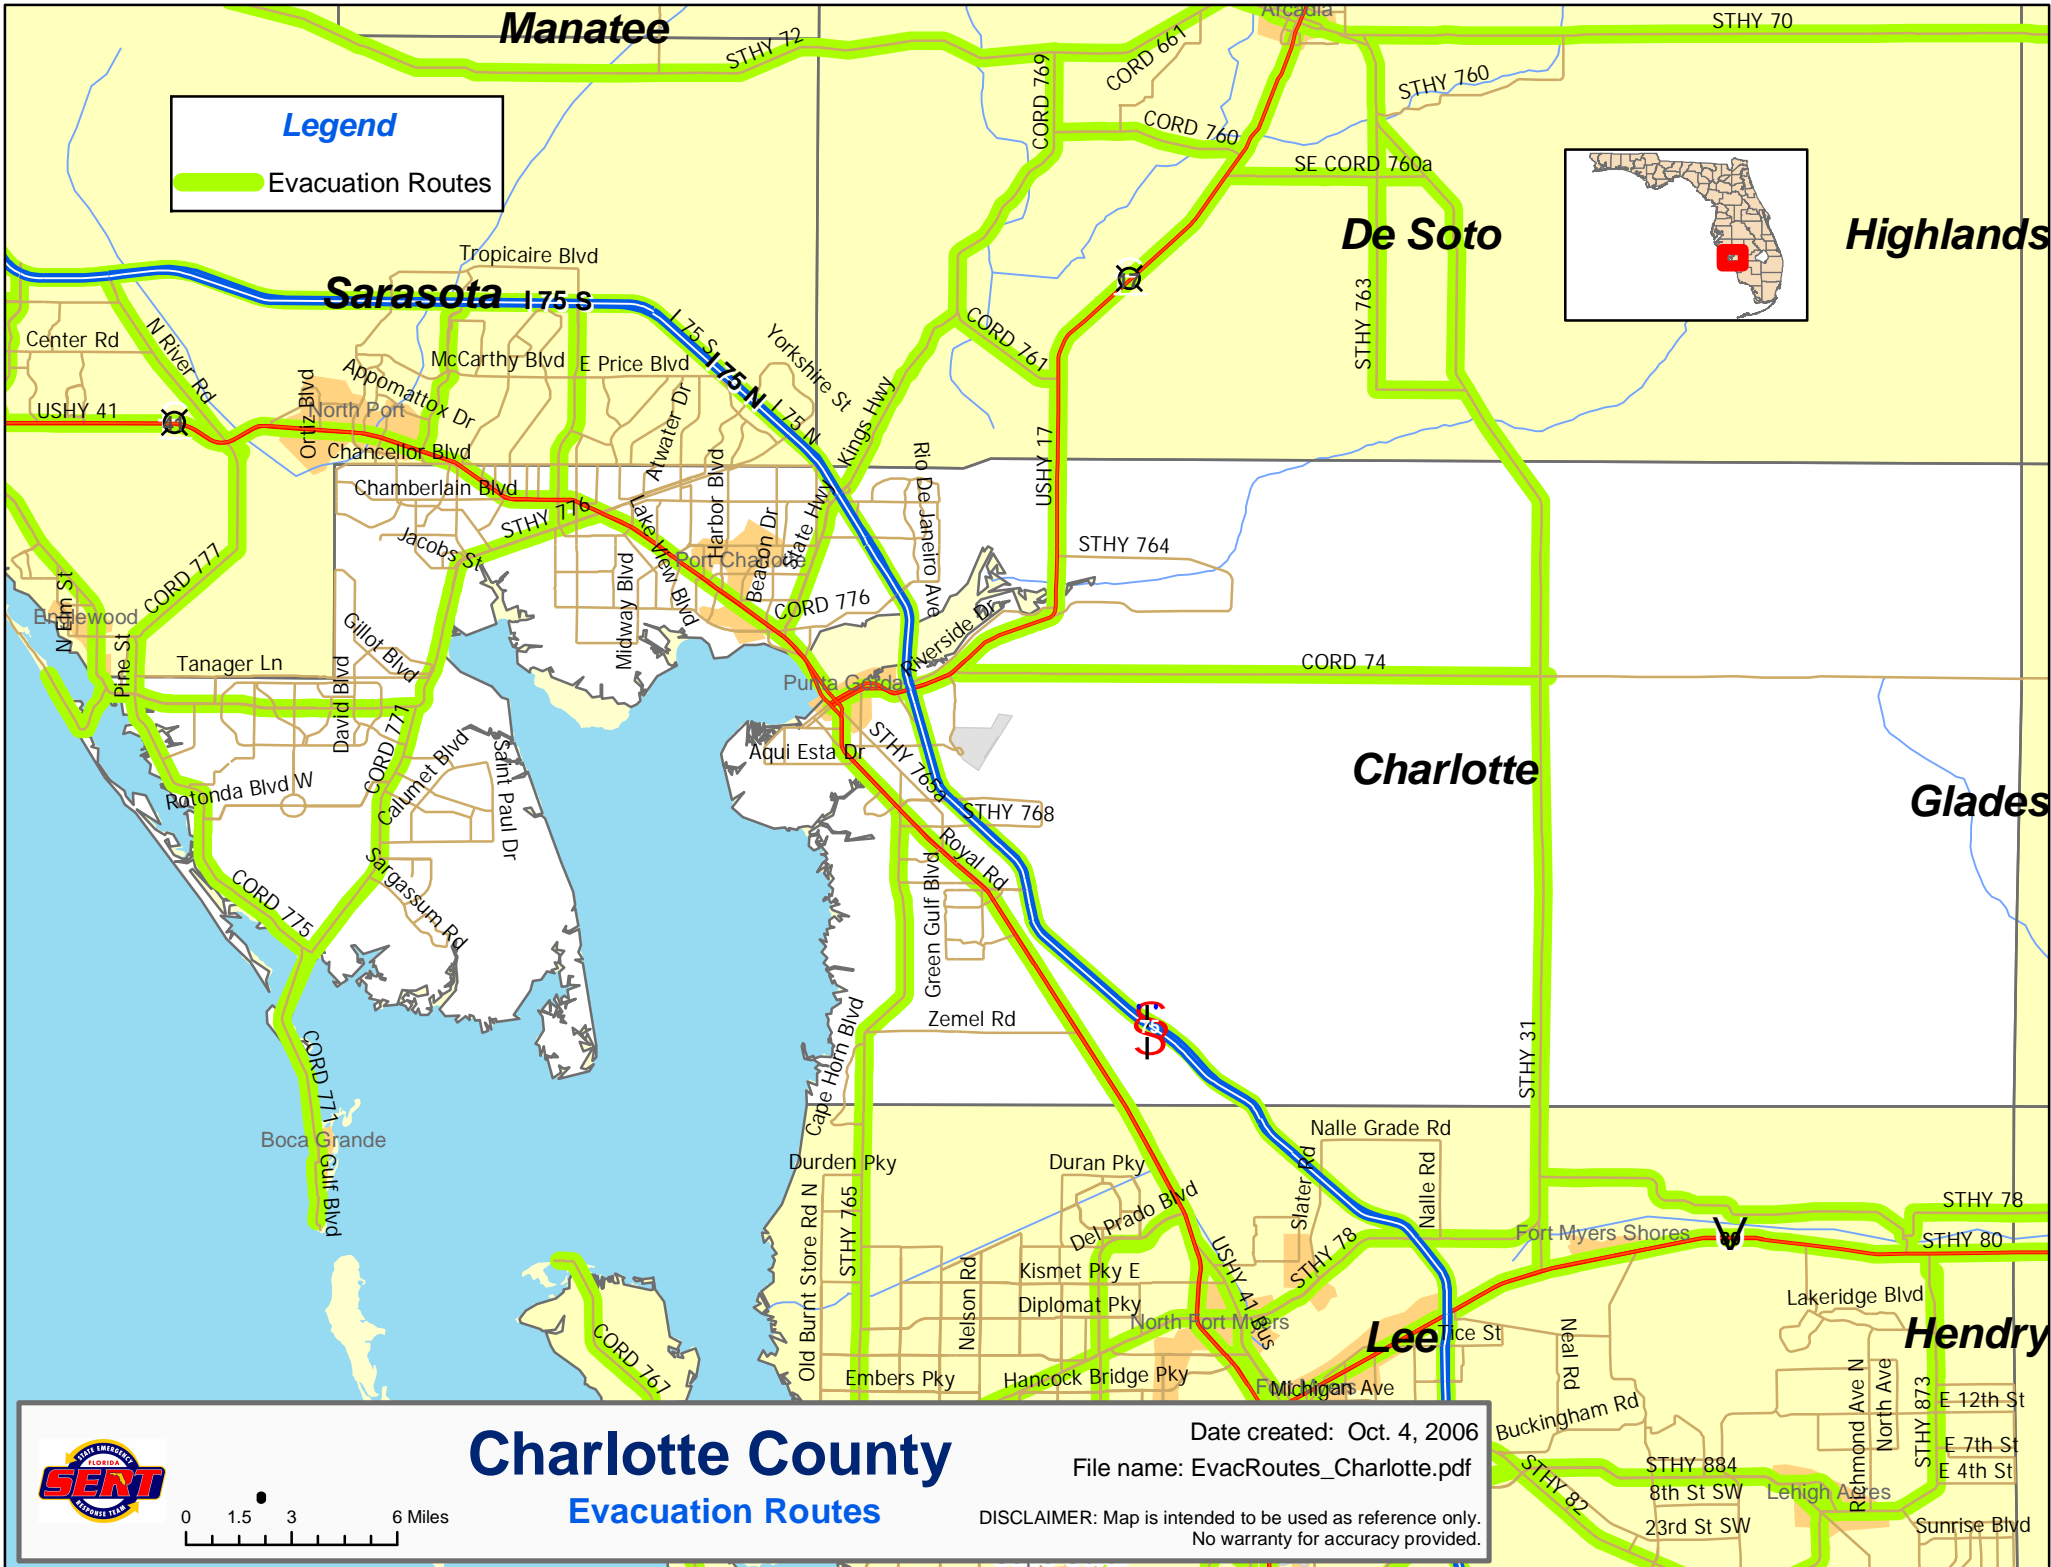 Manatee
STHY 72
CORD 769
CORD 661
Arcadia
STHY 70
STHY 760
CORD 760
SE CORD 760a
Legend
Evacuation Routes
De Soto
Highlands
Tropicaire Blvd
Sarasota
I 75 S
I 75 S
I 75 N
I 75 N
Yorkshire St
CORD 761
STHY 763
Center Rd
N River Rd
McCarthy Blvd
E Price Blvd
Appomattox Dr
Ortiz Blvd
North Port
USHY 41
Chancellor Blvd
Atwater Dr
Kings Hwy
Harbor Blvd
Rio De Janeiro Ave
USHY 17
Chamberlain Blvd
STHY 776
Lake View Blvd
Beacon Dr
State Hwy
Jacobs St
Port Charlotte
STHY 764
CORD 777
N Elm St
Englewood
Midway Blvd
CORD 776
Riverside Dr
Gillot Blvd
Pine St
Tanager Ln
David Blvd
CORD 74
Punta Gorda
CORD 771
Calumet Blvd
Saint Paul Dr
Aqui Esta Dr
STHY 765a
Charlotte
Glades
Rotonda Blvd W
STHY 768
Royal Rd
Green Gulf Blvd
Sargassum Rd
CORD 775
Zemel Rd
75
STHY 31
Cape Horn Blvd
CORD 771
Boca Grande
Gulf Blvd
Nalle Grade Rd
Durden Pky
Duran Pky
Slater Rd
Nalle Rd
Old Burnt Store Rd N
STHY 765
Del Prado Blvd
STHY 78
STHY 78
Fort Myers Shores
80
STHY 80
USHY 41 Bus
Kismet Pky E
Nelson Rd
Diplomat Pky
North Fort Myers
Lakeridge Blvd
Lee
Tice St
Neal Rd
Hendry
CORD 767
Embers Pky
Hancock Bridge Pky
Fort Myers
Michigan Ave
Richmond Ave N
North Ave
STHY 873
E 12th St
Buckingham Rd
E 7th St
E 4th St
STHY 82
STHY 884
8th St SW
Lehigh Acres
23rd St SW
Sunrise Blvd
STATE EMERGENCY
FLORIDA
SERT
RESPONSE TEAM
0 1.5 3 6 Miles
Charlotte County
Evacuation Routes
Date created: Oct. 4, 2006
File name: EvacRoutes_Charlotte.pdf
DISCLAIMER: Map is intended to be used as reference only.
No warranty for accuracy provided.